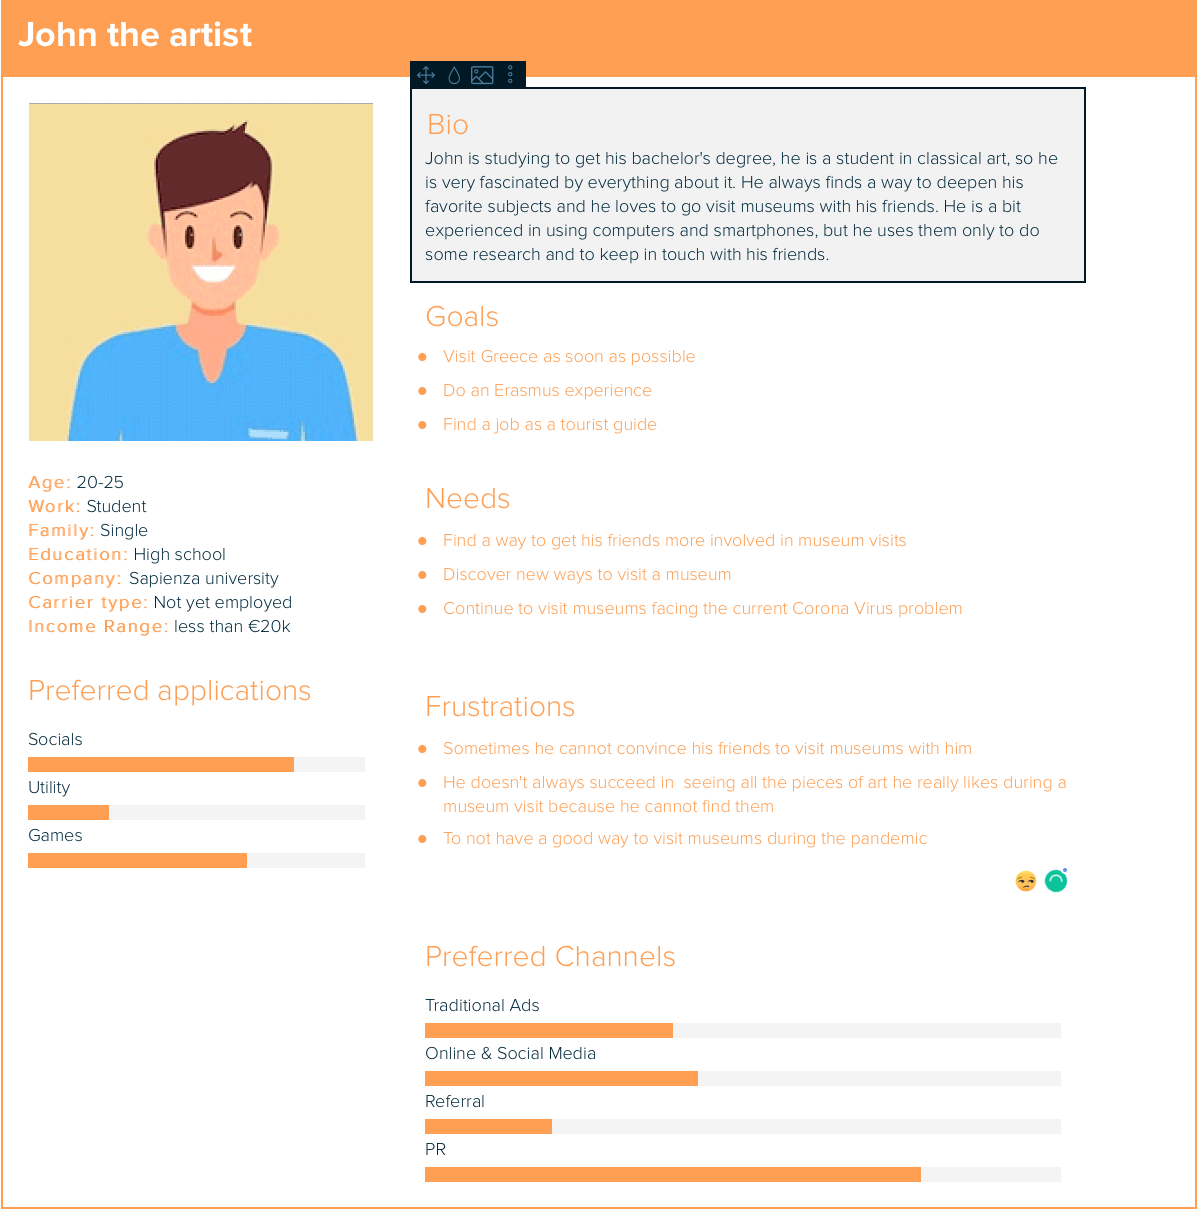 John the artist
Age: 20-25
Work: Student
Family: Single
Education: High school
Company: Sapienza university
Carrier type: Not yet employed
Income Range: less than €20k
Preferred applications
Socials
Utility
Games
Bio
John is studying to get his bachelor's degree, he is a student in classical art, so he
is very fascinated by everything about it. He always finds a way to deepen his
favorite subjects and he loves to go visit museums with his friends. He is a bit
experienced in using computers and smartphones, but he uses them only to do
some research and to keep in touch with his friends.
Goals
Visit Greece as soon as possible
Do an Erasmus experience
Find a job as a tourist guide
Needs
Find a way to get his friends more involved in museum visits
Discover new ways to visit a museum
Continue to visit museums facing the current Corona Virus problem
Frustrations
Sometimes he cannot convince his friends to visit museums with him
He doesn't always succeed in  seeing all the pieces of art he really likes during a
museum visit because he cannot find them
To not have a good way to visit museums during the pandemic
Preferred Channels
Traditional Ads
Online & Social Media
Referral
PR